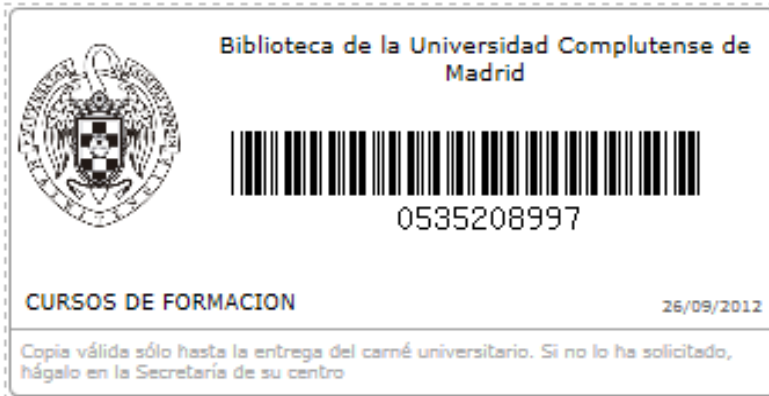 Biblioteca de la Universidad Complutense de
Madrid
0535208997
CURSOS DE FORMACION
26/09/2012
Copia válida sólo hasta la entrega del carné universitario. Si no lo ha solicitado,
hágalo en la Secretaría de su centro